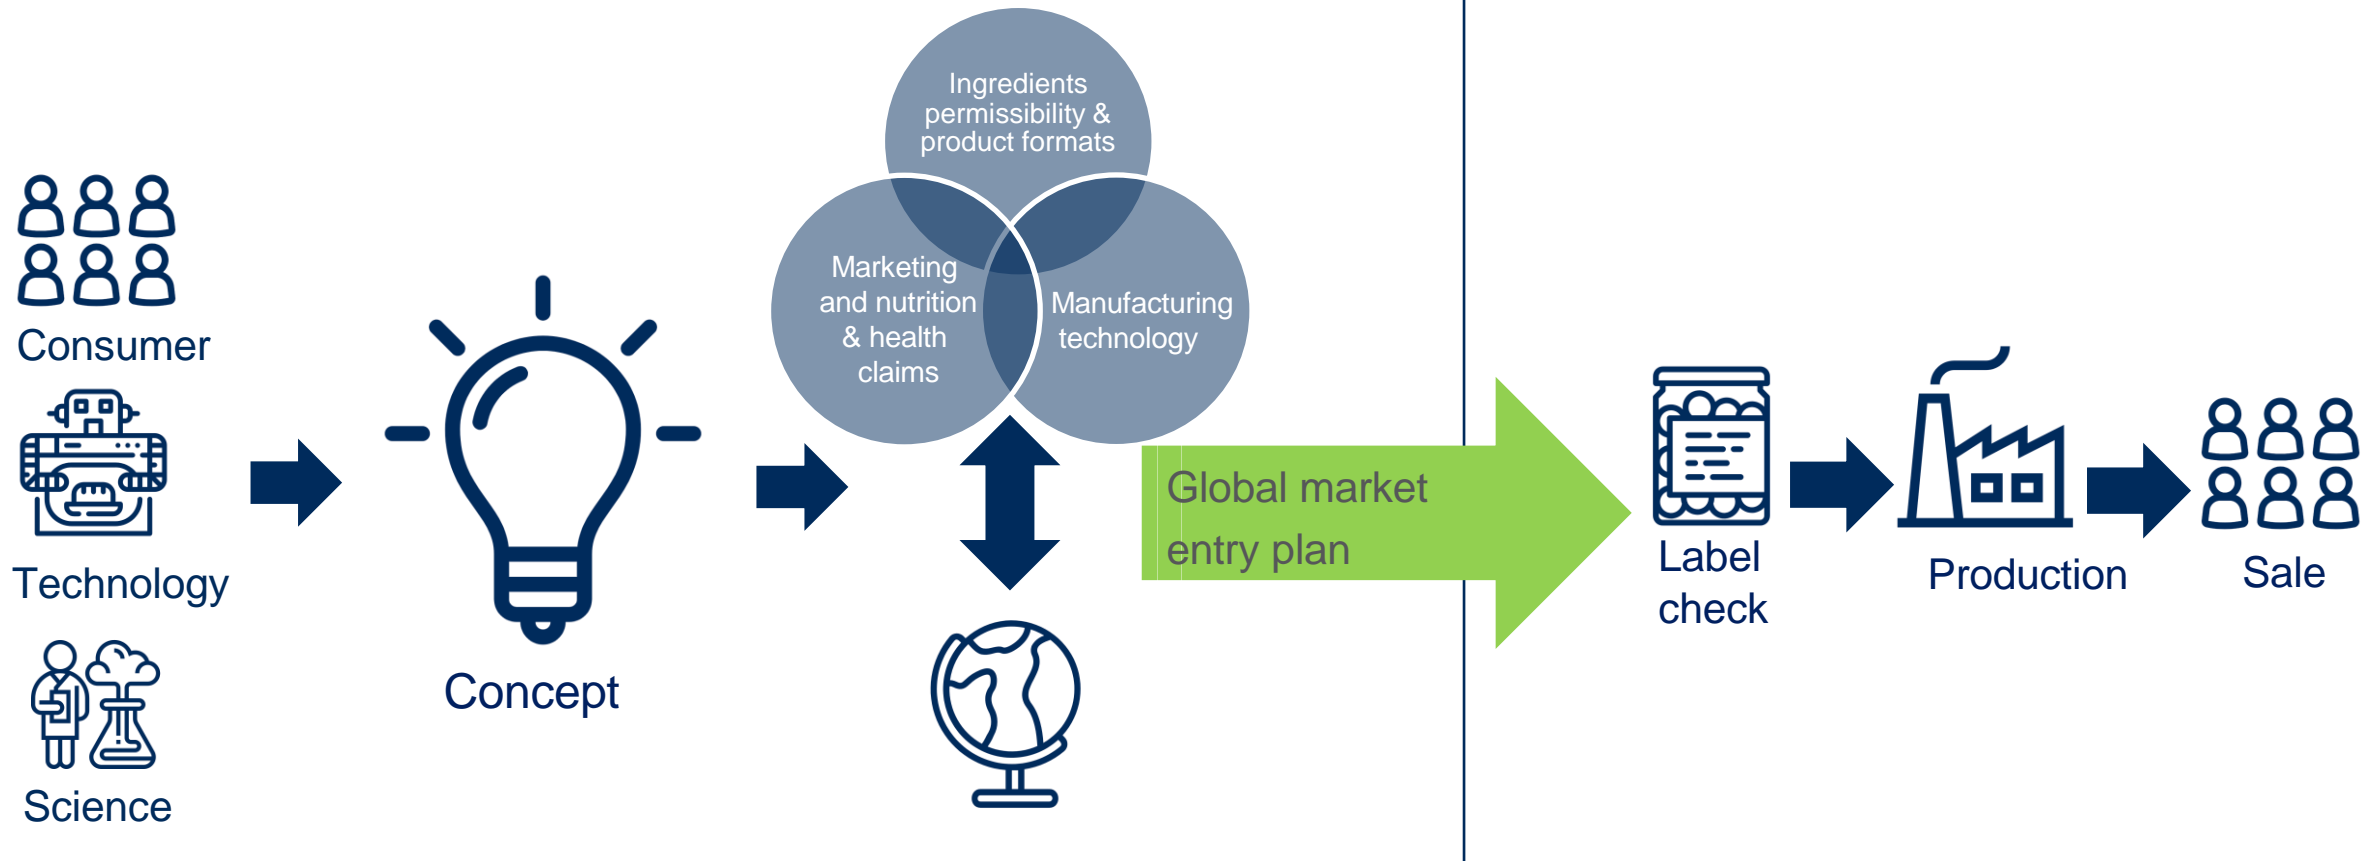 Consumer
Technology
Science
Concept
Ingredients
permissibility &
product formats
Marketing
and nutrition
& health
claims
Manufacturing
technology
Global market
entry plan
Label
check
Production
Sale